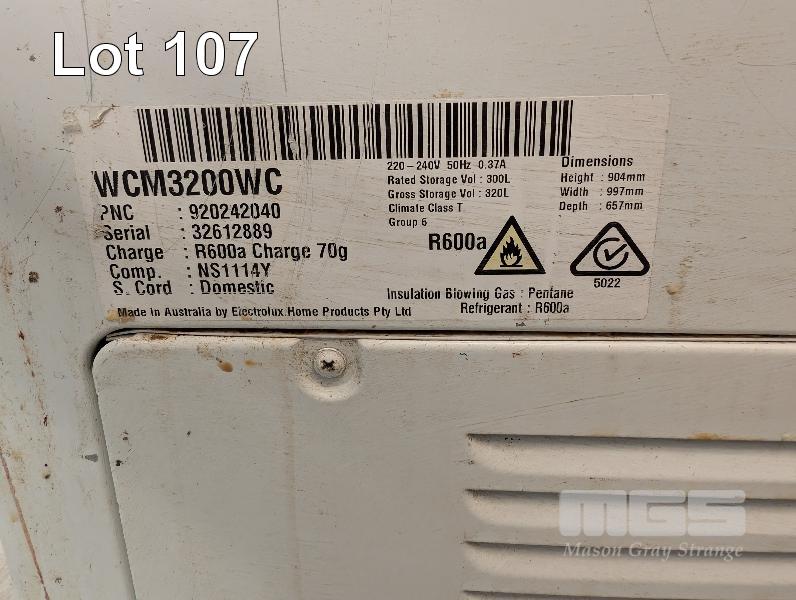 Lot 107
WCM3200WC
PNC : 920242040
Serial : 32612889
Charge : R600a Charge 70g
Comp. : NS1114Y
S. Cord : Domestic
Made in Australia by Electrolux Home Products Pty Ltd
220-240V 50Hz 0.37A
Rated Storage Vol : 300L
Gross Storage Vol : 320L
Climate Class T
Group 6
R600a
Dimensions
Height : 904mm
Width : 997mm
Depth : 657mm
5022
Insulation Blowing Gas : Pentane
Refrigerant : R600a
MGS
Mason Gray Strange